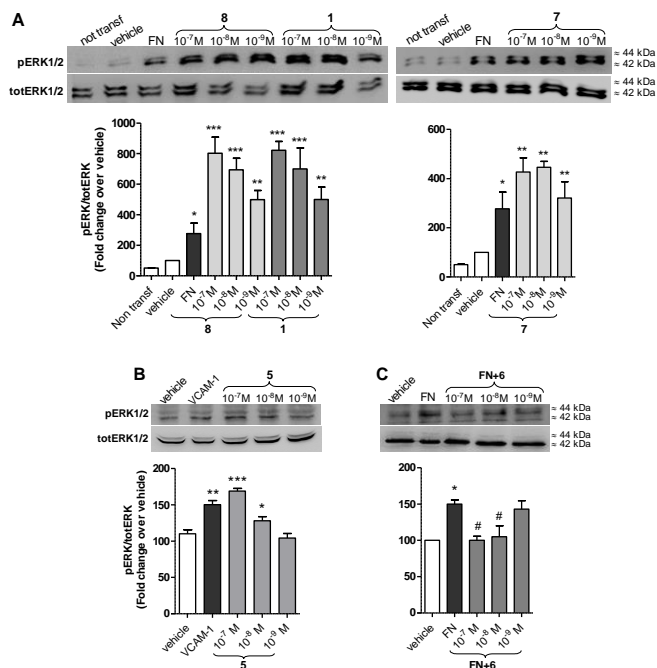 A
not transf
vehicle
FN
8
10⁻⁷M
10⁻⁸M
10⁻⁹M
1
10⁻⁷M
10⁻⁸M
10⁻⁹M
pERK1/2
totERK1/2
not transf
vehicle
FN
7
10⁻⁷M
10⁻⁸M
10⁻⁹M
≈ 44 kDa
≈ 42 kDa
≈ 44 kDa
≈ 42 kDa
pERK/totERK
(Fold change over vehicle)
1000
800
600
400
200
0
*
***
***
**
***
***
**
Non transf
vehicle
FN
10⁻⁷M
10⁻⁸M
10⁻⁹M
10⁻⁷M
10⁻⁸M
10⁻⁹M
8
1
600
400
200
0
*
**
**
**
Non transf
vehicle
FN
10⁻⁷M
10⁻⁸M
10⁻⁹M
7
B
vehicle
VCAM-1
5
10⁻⁷M
10⁻⁸M
10⁻⁹M
pERK1/2
totERK1/2
pERK/totERK
(Fold change over vehicle)
200
150
100
50
0
**
***
*
vehicle
VCAM-1
10⁻⁷ M
10⁻⁸ M
10⁻⁹ M
5
C
vehicle
FN
FN+6
10⁻⁷M
10⁻⁸M
10⁻⁹M
≈ 44 kDa
≈ 42 kDa
≈ 44 kDa
≈ 42 kDa
200
150
100
50
0
*
#
#
vehicle
FN
10⁻⁷ M
10⁻⁸ M
10⁻⁹ M
FN+6